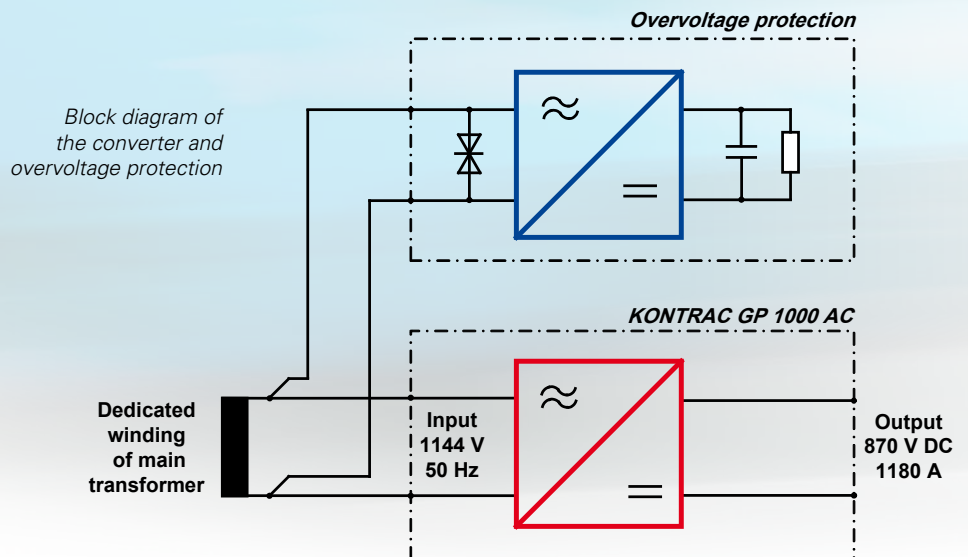 Overvoltage protection
Block diagram of
the converter and
overvoltage protection
KONTRAC GP 1000 AC
Dedicated
winding
of main
transformer
Input
1144 V
50 Hz
Output
870 V DC
1180 A